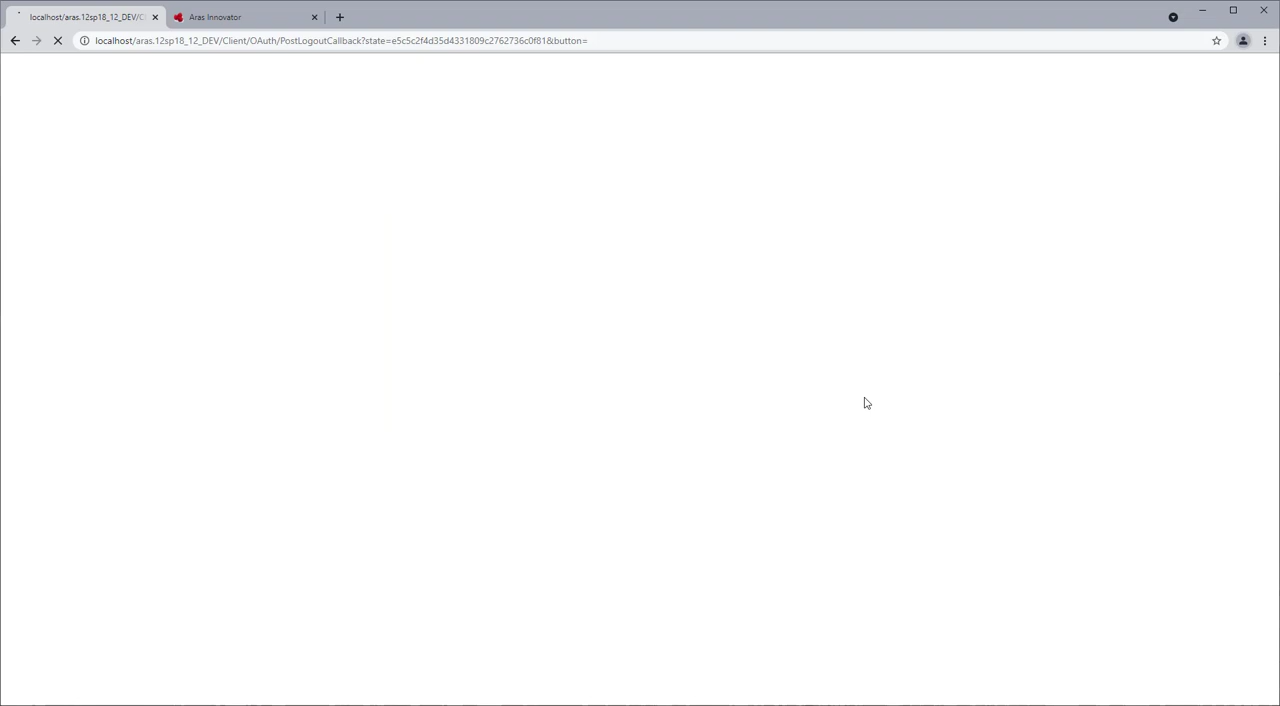 localhost/aras.12sp18_12_DEV/C
Aras Innovator
localhost/aras.12sp18_12_DEV/Client/OAuth/PostLogoutCallback?state=e5c5c2f4d35d4331809c2762736c0f81&button=